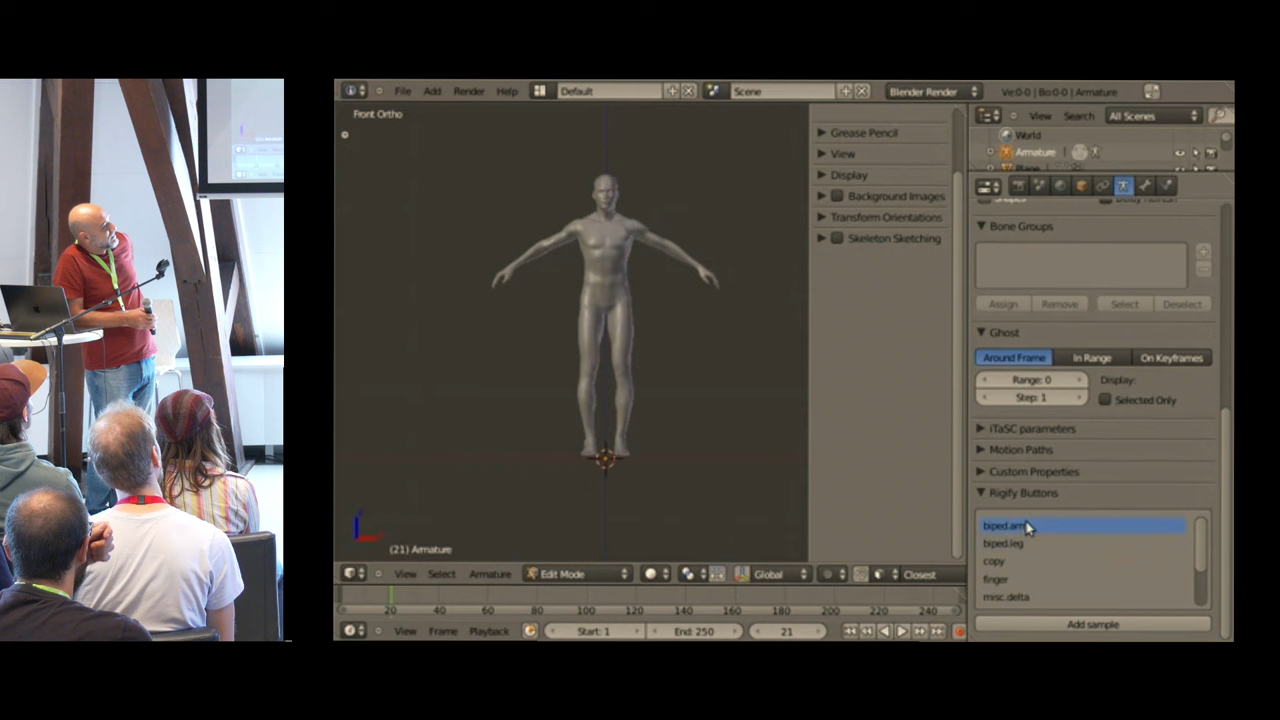 File Add Render Help Default Scene Blender Render Ve:0-0 | Bo:0-0 | Armature
Front Ortho
View Search All Scenes
World
Armature
Grease Pencil
View
Display
Background Images
Transform Orientations
Skeleton Sketching
Bone Groups
Assign Remove Select Deselect
Ghost
Around Frame In Range On Keyframes
Range: 0 Display:
Step: 1 Selected Only
iTaSC parameters
Motion Paths
Custom Properties
Rigify Buttons
biped.arm
biped.leg
copy
finger
misc.delta
Add sample
(21) Armature
View Select Armature Edit Mode Global Closest
20 40 60 80 100 120 140 160 180 200 220 240
View Frame Playback Start: 1 End: 250 21